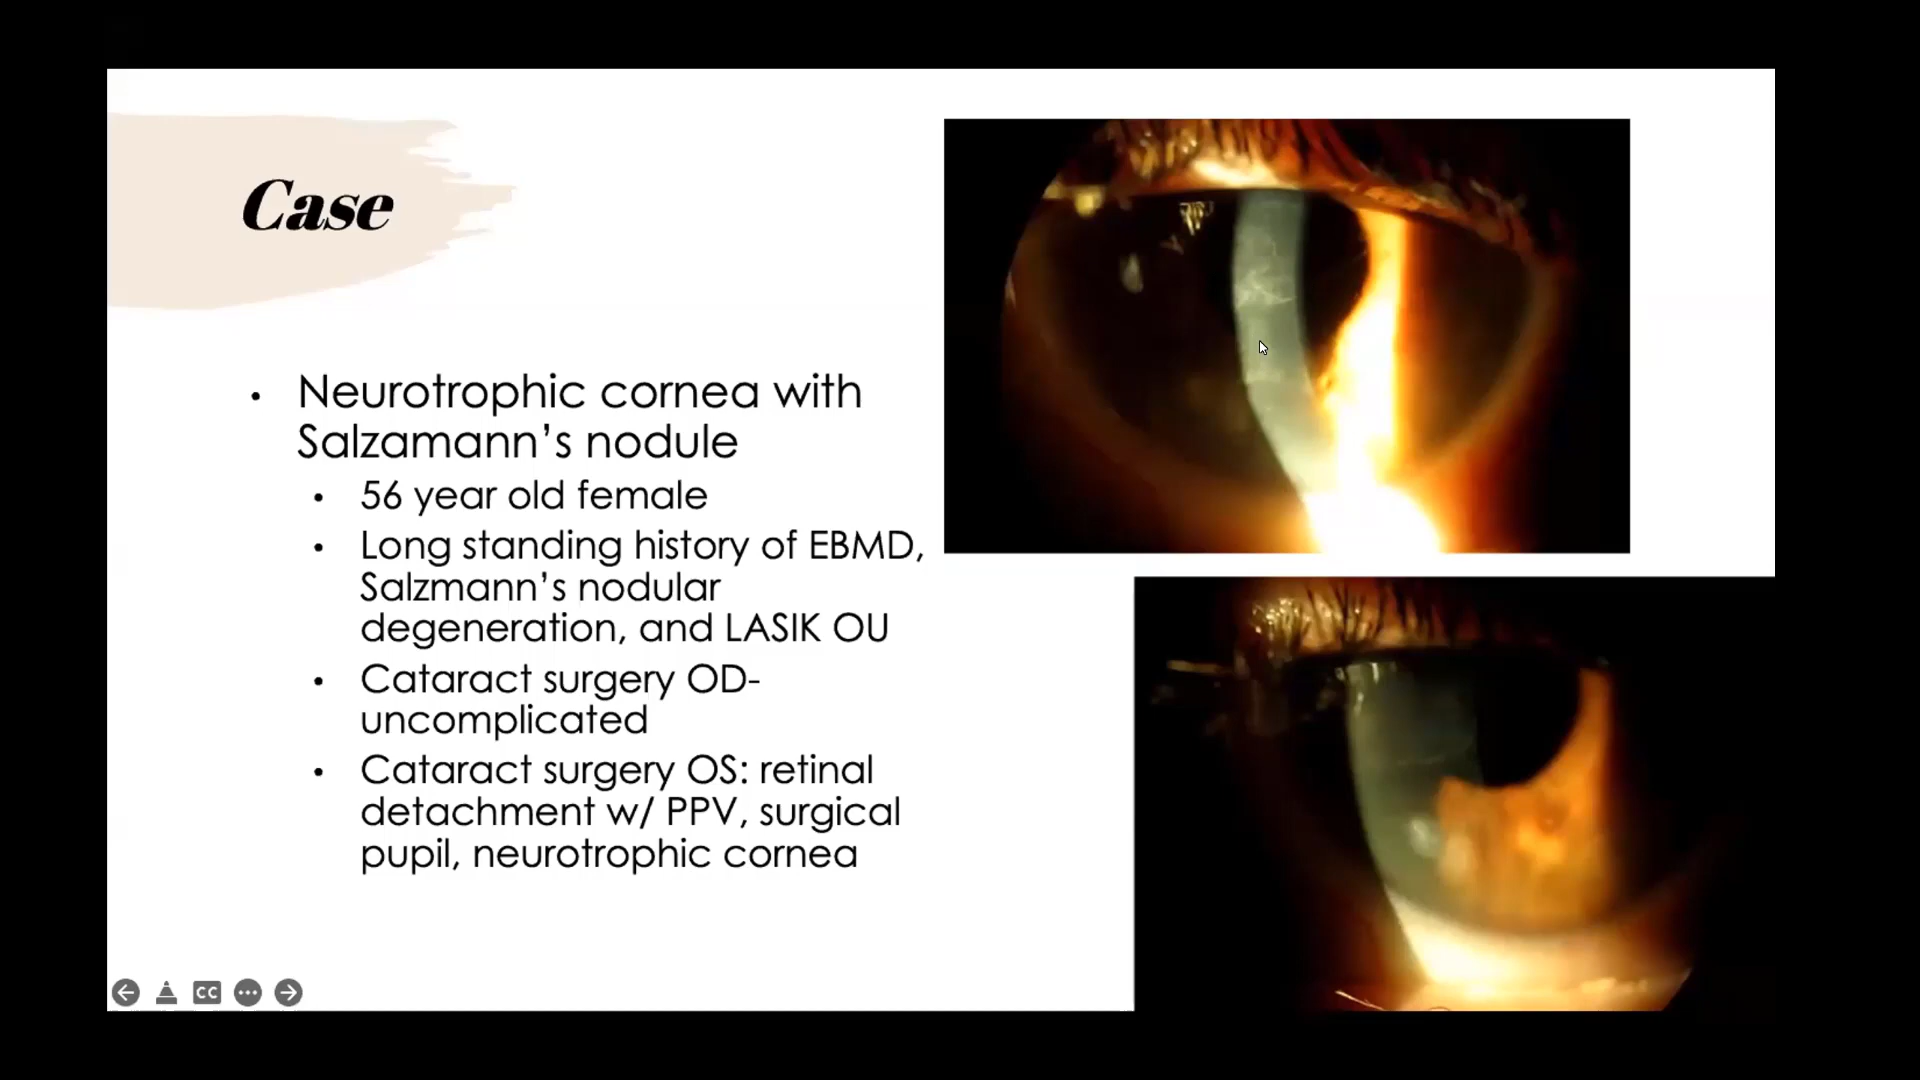 Case
• Neurotrophic cornea with
Salzamann’s nodule
• 56 year old female
• Long standing history of EBMD,
Salzmann’s nodular
degeneration, and LASIK OU
• Cataract surgery OD-
uncomplicated
• Cataract surgery OS: retinal
detachment w/ PPV, surgical
pupil, neurotrophic cornea
CC